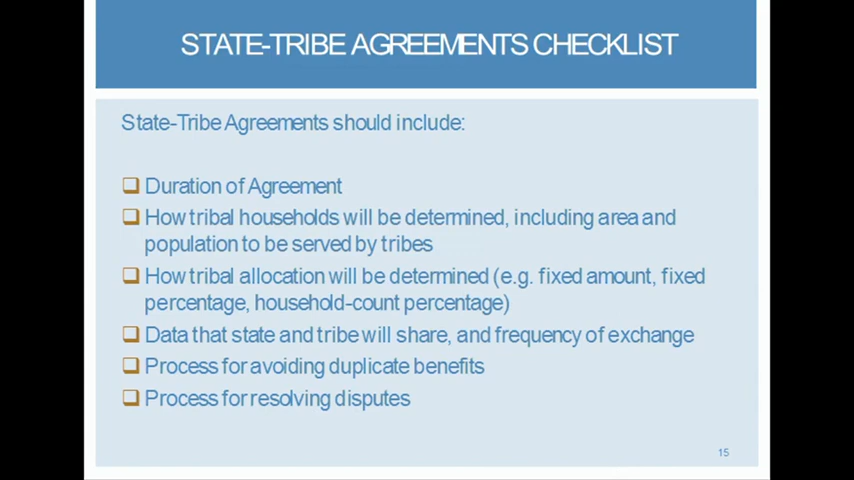 STATE-TRIBE AGREEMENTS CHECKLIST
State-Tribe Agreements should include:
Duration of Agreement
How tribal households will be determined, including area and
population to be served by tribes
How tribal allocation will be determined (e.g. fixed amount, fixed
percentage, household-count percentage)
Data that state and tribe will share, and frequency of exchange
Process for avoiding duplicate benefits
Process for resolving disputes
15